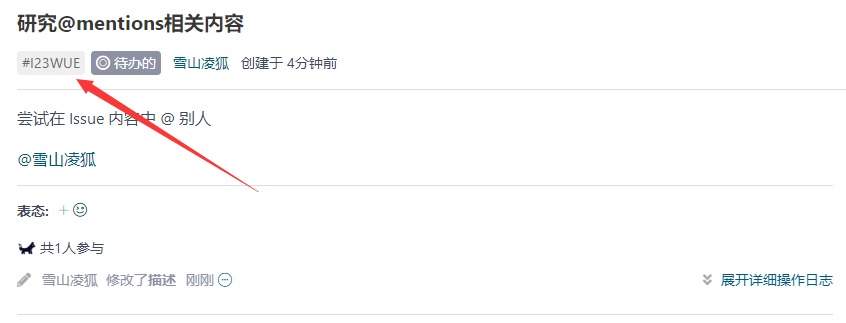 研究@mentions相关内容
#I23WUE 待办的 雪山凌狐 创建于 4分钟前
尝试在 Issue 内容中 @ 别人
@雪山凌狐
表态:
共1人参与
雪山凌狐 修改了描述 刚刚 展开详细操作日志